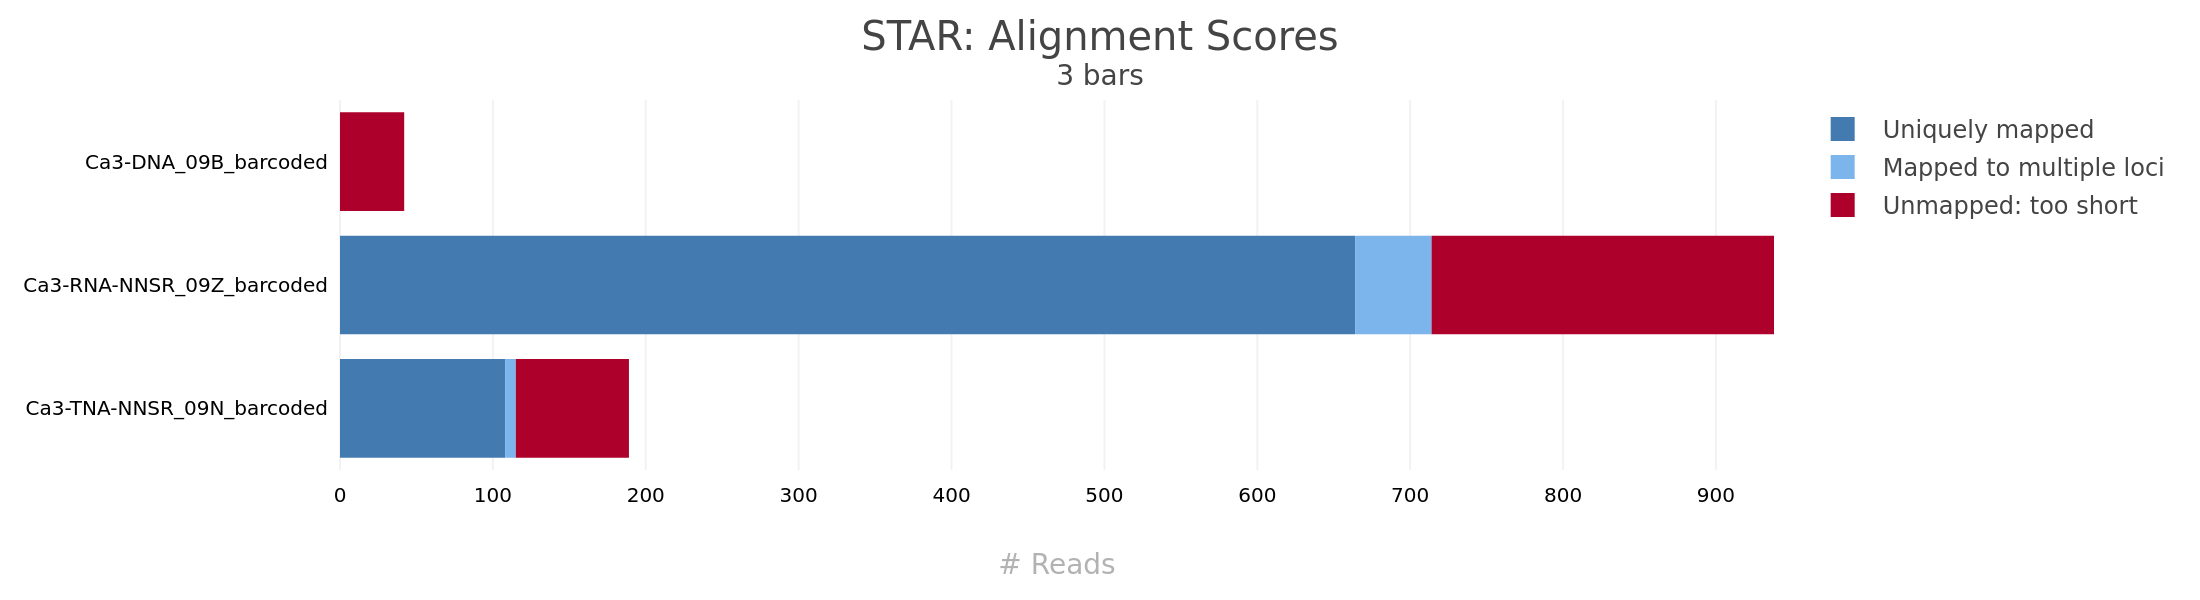 STAR: Alignment Scores
3 bars
Ca3-DNA_09B_barcoded
Ca3-RNA-NNSR_09Z_barcoded
Ca3-TNA-NNSR_09N_barcoded
0 100 200 300 400 500 600 700 800 900
# Reads
Uniquely mapped
Mapped to multiple loci
Unmapped: too short